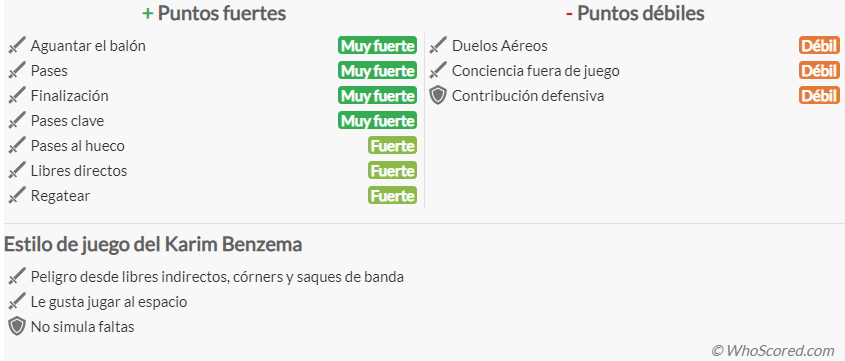 + Puntos fuertes
Aguantar el balón Muy fuerte
Pases Muy fuerte
Finalización Muy fuerte
Pases clave Muy fuerte
Pases al hueco Fuerte
Libres directos Fuerte
Regatear Fuerte
- Puntos débiles
Duelos Aéreos Débil
Conciencia fuera de juego Débil
Contribución defensiva Débil
Estilo de juego del Karim Benzema
Peligro desde libres indirectos, córners y saques de banda
Le gusta jugar al espacio
No simula faltas
© WhoScored.com